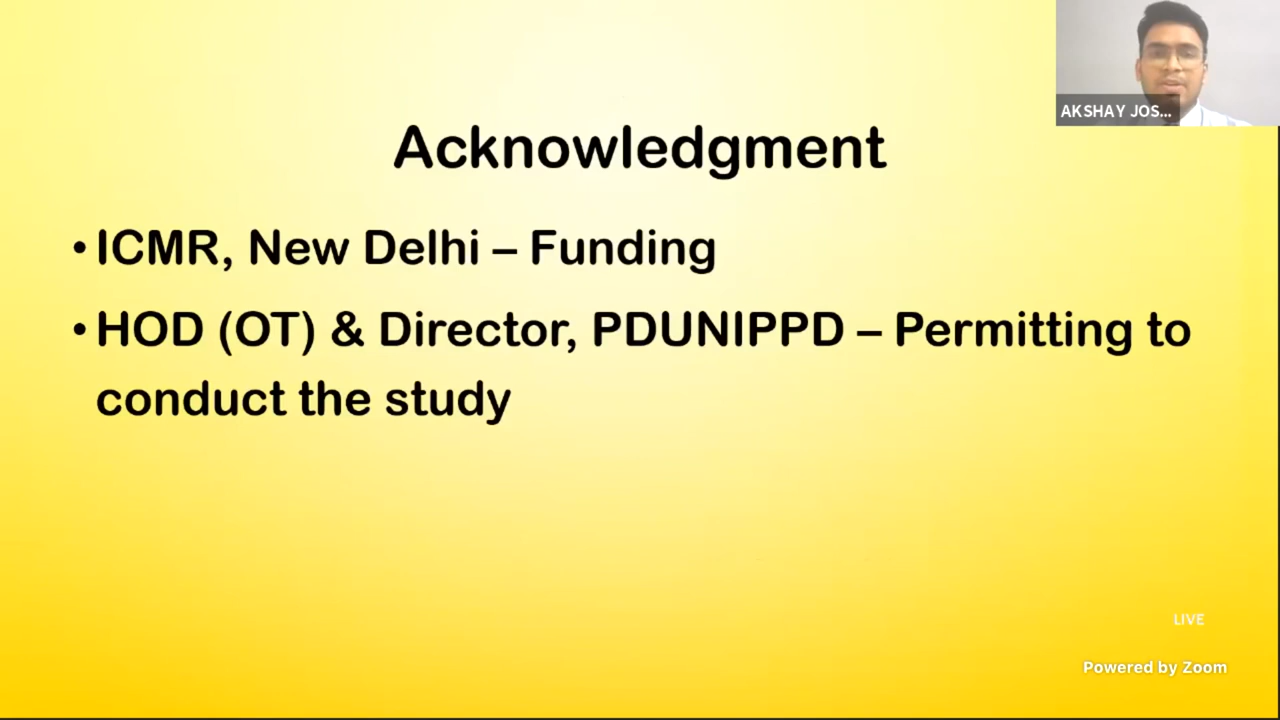 AKSHAY JOS...
Acknowledgment
• ICMR, New Delhi – Funding
• HOD (OT) & Director, PDUNIPPD – Permitting to
conduct the study
LIVE
Powered by Zoom